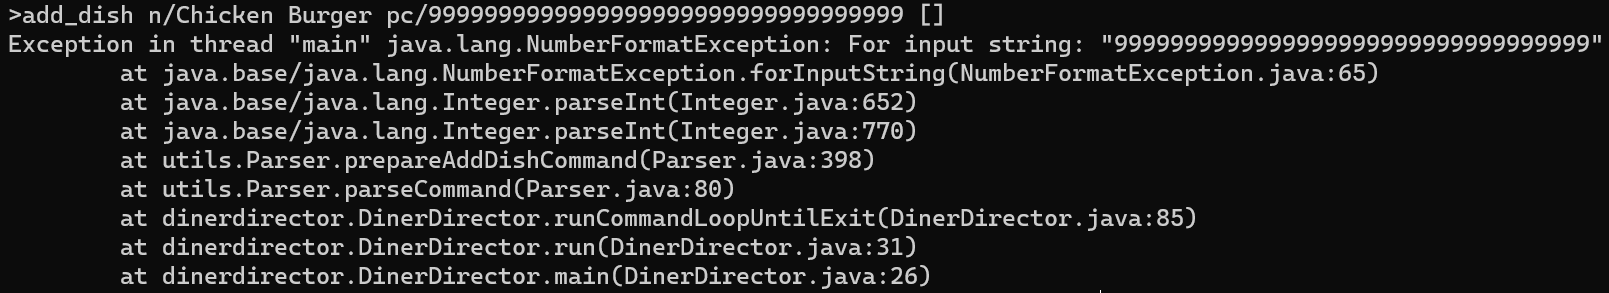 >add_dish n/Chicken Burger pc/9999999999999999999999999999999999 []
Exception in thread "main" java.lang.NumberFormatException: For input string: "9999999999999999999999999999999999"
at java.base/java.lang.NumberFormatException.forInputString(NumberFormatException.java:65)
at java.base/java.lang.Integer.parseInt(Integer.java:652)
at java.base/java.lang.Integer.parseInt(Integer.java:770)
at utils.Parser.prepareAddDishCommand(Parser.java:398)
at utils.Parser.parseCommand(Parser.java:80)
at dinerdirector.DinerDirector.runCommandLoopUntilExit(DinerDirector.java:85)
at dinerdirector.DinerDirector.run(DinerDirector.java:31)
at dinerdirector.DinerDirector.main(DinerDirector.java:26)